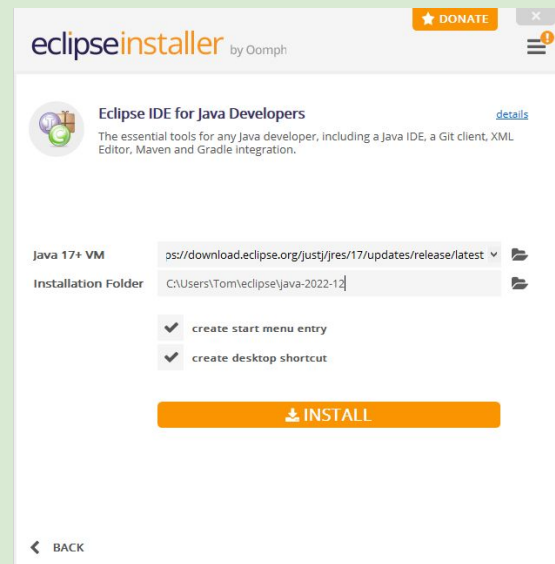 DONATE
eclipseinstaller by Oomph
Eclipse IDE for Java Developers
details
The essential tools for any Java developer, including a Java IDE, a Git client, XML
Editor, Maven and Gradle integration.
Java 17+ VM
ps://download.eclipse.org/justj/jres/17/updates/release/latest
Installation Folder
C:\Users\Tom\eclipse\java-2022-12
create start menu entry
create desktop shortcut
INSTALL
BACK